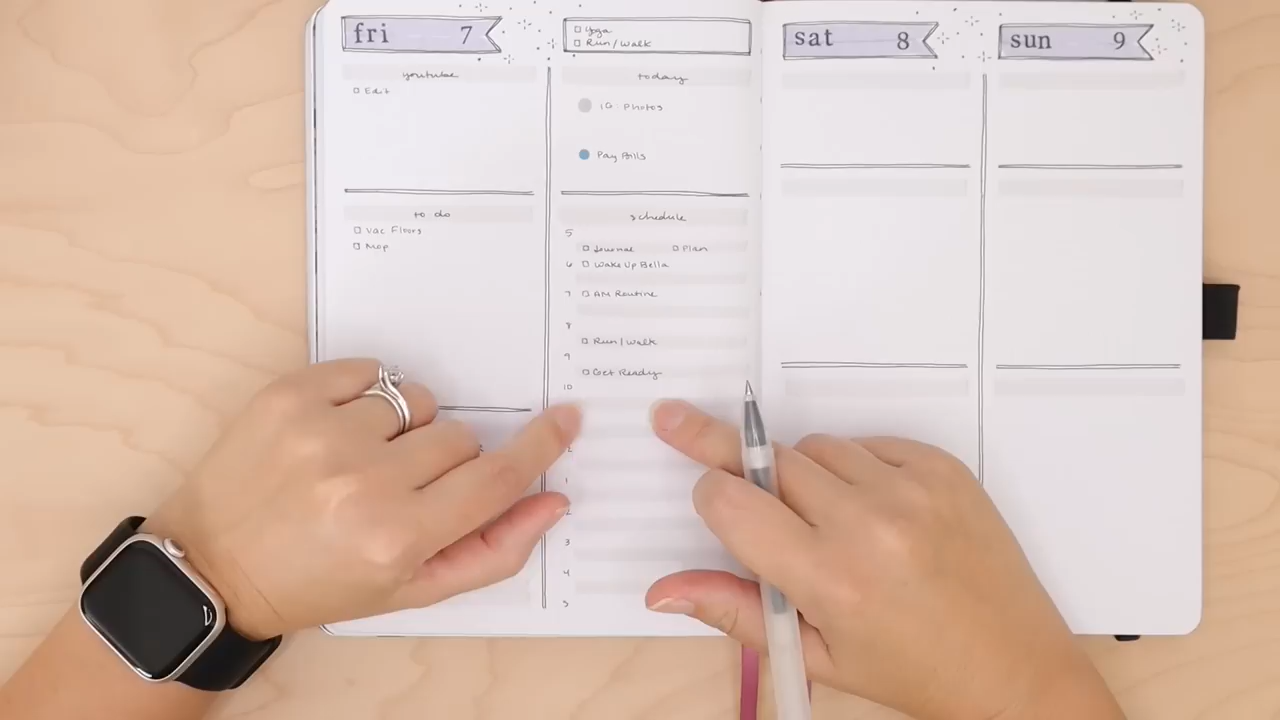 fri 7
youtube
□ Edit
to do
□ Vac Floors
□ Mop
□ Yoga
□ Run/Walk
today
IG: Photos
Pay Bills
schedule
5
□ Journal □ Plan
6 □ Wake Up Bella
7 □ AM Routine
8
□ Run/Walk
9
□ Get Ready
10
2
1
2
3
4
5
sat 8
sun 9